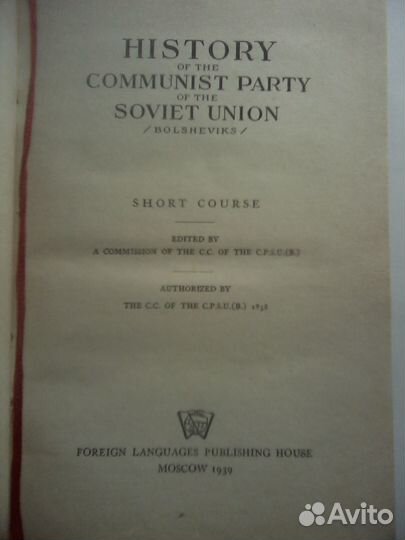 HISTORY
OF THE
COMMUNIST PARTY
OF THE
SOVIET UNION
/BOLSHEVIKS/
SHORT COURSE
EDITED BY
A COMMISSION OF THE C.C. OF THE C.P.S.U.(B.)
AUTHORIZED BY
THE C.C. OF THE C.P.S.U.(B.) 1938
FOREIGN LANGUAGES PUBLISHING HOUSE
MOSCOW 1939
Avito